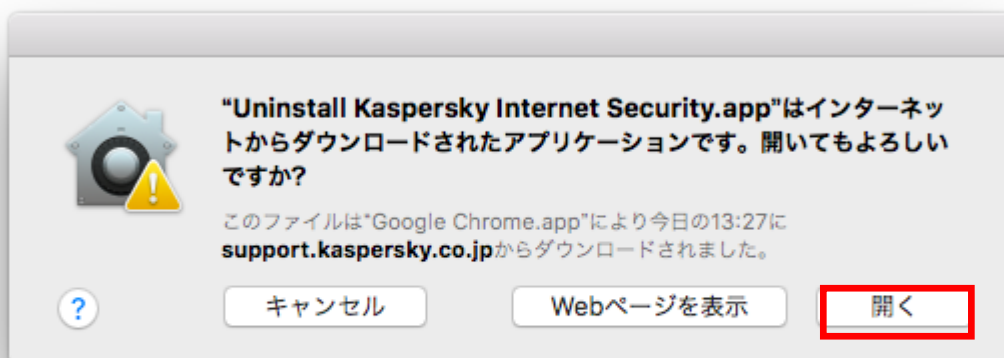 “Uninstall Kaspersky Internet Security.app”はインターネッ
トからダウンロードされたアプリケーションです。開いてもよろしい
ですか?
このファイルは“Google Chrome.app”により今日の13:27に
support.kaspersky.co.jpからダウンロードされました。
? キャンセル Webページを表示 開く